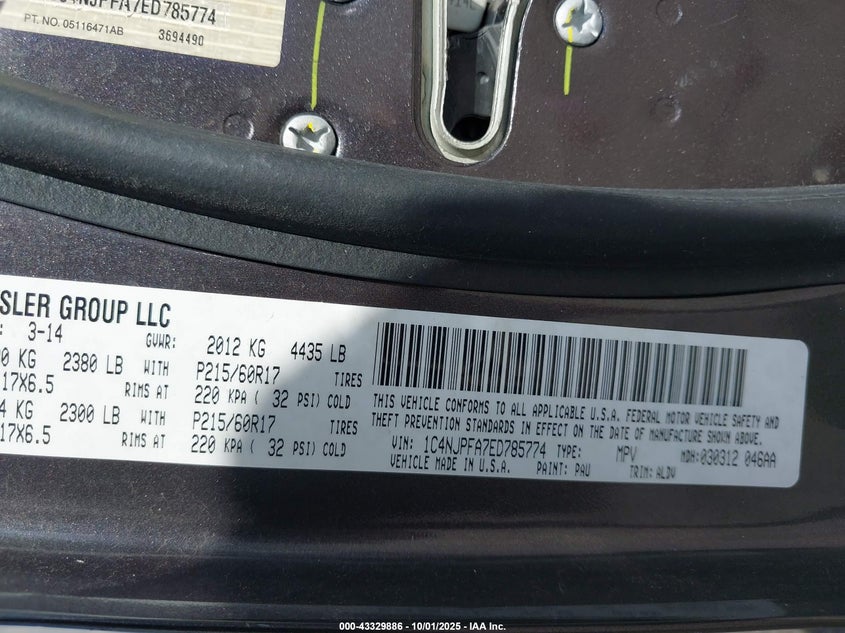 C4NJPFA7ED785774
PT. NO. 05116471AB 3694490
SLER GROUP LLC
3-14 GVWR: 2012 KG 4435 LB
0 KG 2380 LB WITH P215/60R17 TIRES
17X6.5 RIMS AT 220 KPA ( 32 PSI) COLD
4 KG 2300 LB WITH P215/60R17 TIRES
17X6.5 RIMS AT 220 KPA ( 32 PSI) COLD
THIS VEHICLE CONFORMS TO ALL APPLICABLE U.S.A. FEDERAL MOTOR VEHICLE SAFETY AND
THEFT PREVENTION STANDARDS IN EFFECT ON THE DATE OF MANUFACTURE SHOWN ABOVE.
VIN: 1C4NJPFA7ED785774 TYPE: MPV MDH:030312 046AA
VEHICLE MADE IN U.S.A. PAINT: PAU TRIM: ALDV
000-43329886 - 10/01/2025 - IAA Inc.